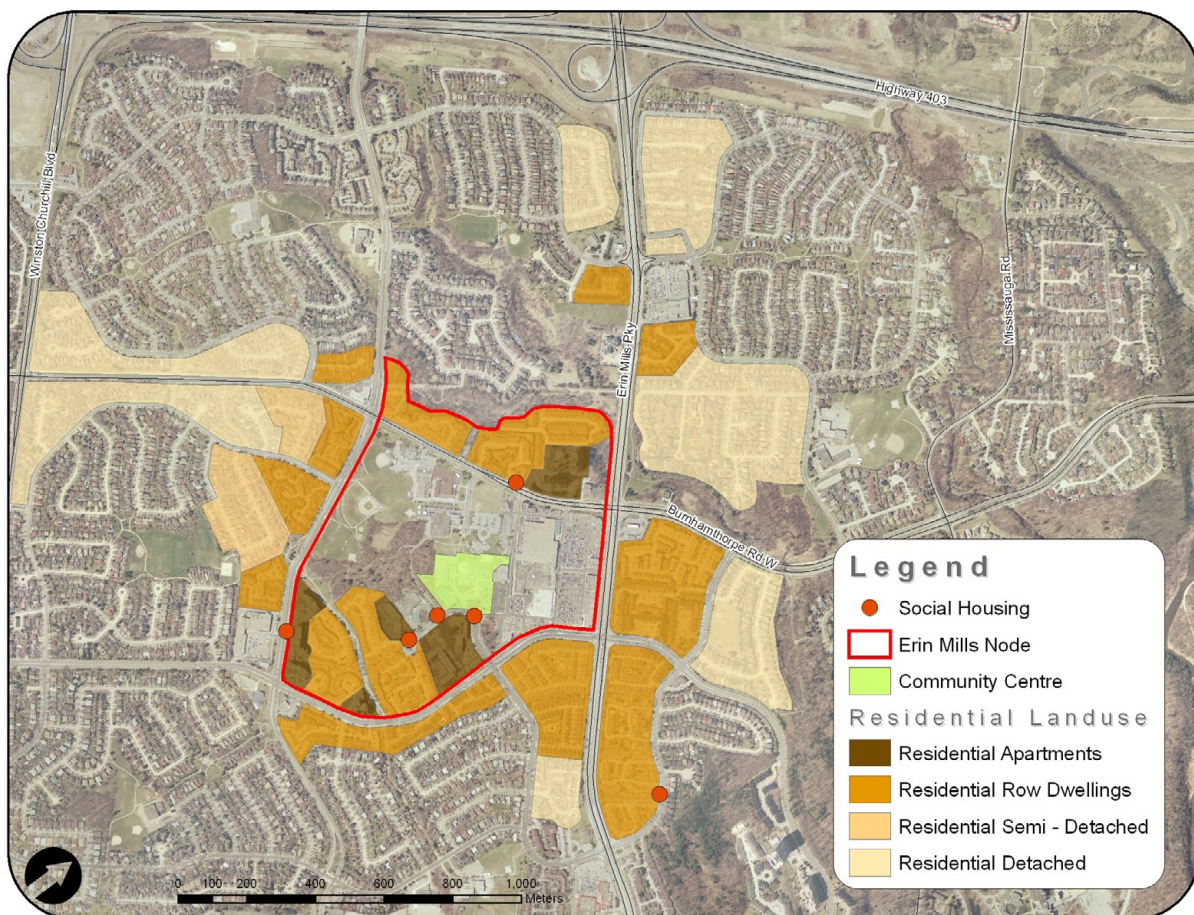 Highway 403
Winston Churchill Blvd
Mississauga Rd
Erin Mills Pky
Burnhamthorpe Rd W
Legend
Social Housing
Erin Mills Node
Community Centre
Residential Landuse
Residential Apartments
Residential Row Dwellings
Residential Semi - Detached
Residential Detached
0 100 200 400 600 800 1,000
Meters